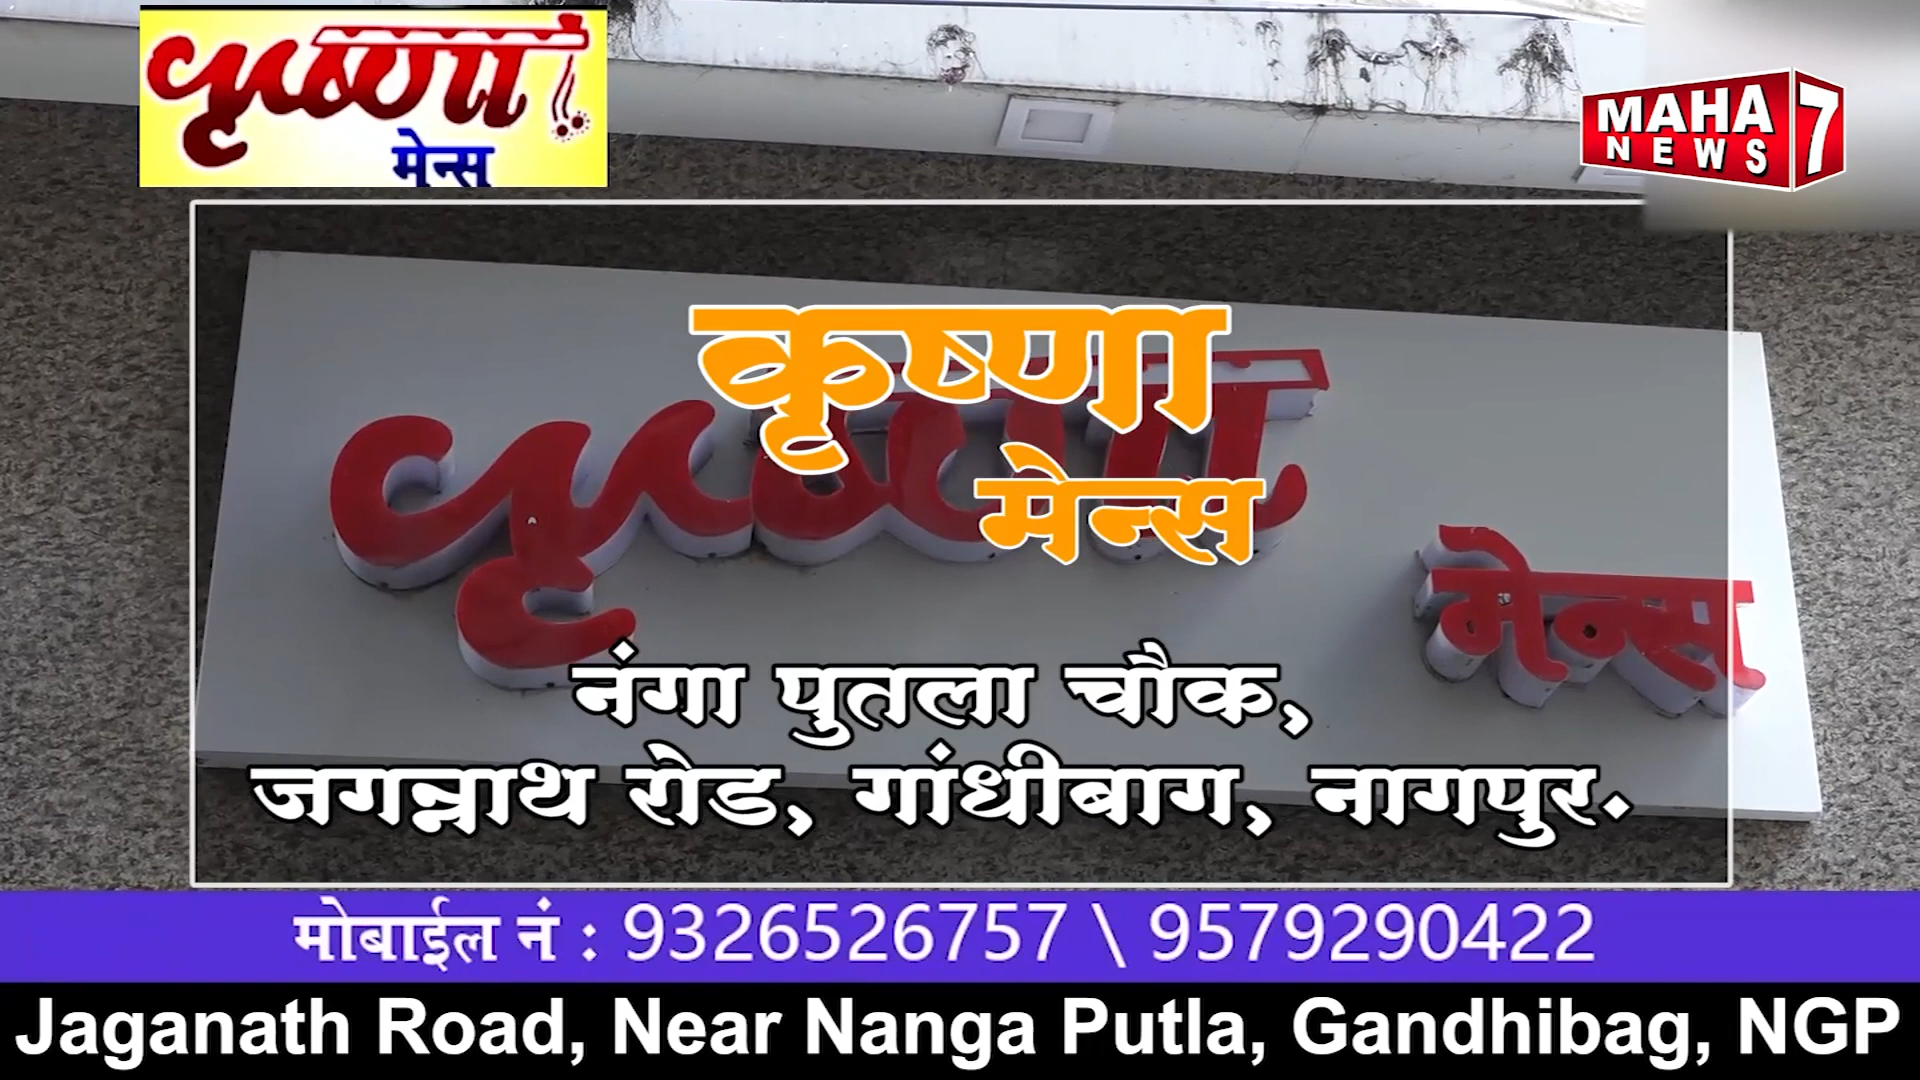 कृष्णा
मेन्स
MAHA
NEWS
7
कृष्णा
मेन्स
कृष्णा
मेन्स
नंगा पुतला चौक,
जगन्नाथ रोड, गांधीबाग, नागपुर.
मोबाईल नं : 9326526757 \ 9579290422
Jaganath Road, Near Nanga Putla, Gandhibag, NGP